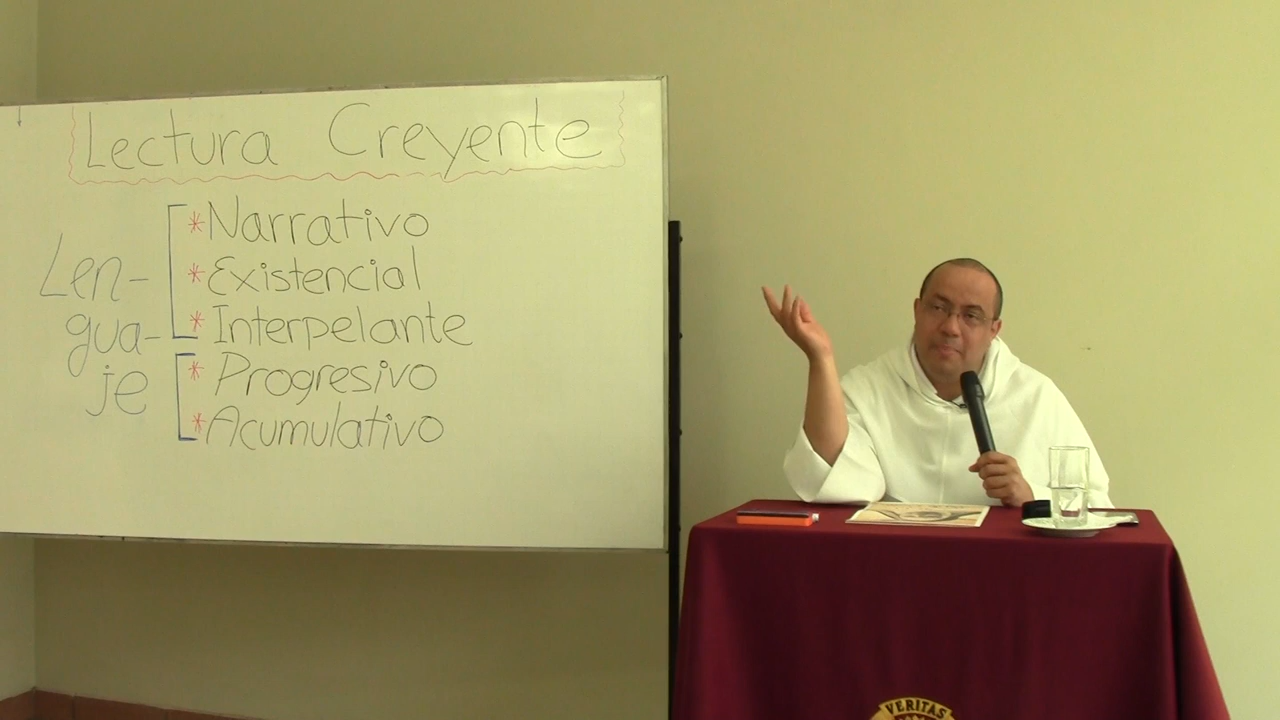 Lectura Creyente
Len-
gua-
je
* Narrativo
* Existencial
* Interpelante
* Progresivo
* Acumulativo
VERITAS